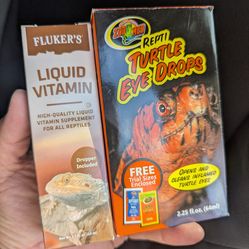 FLUKER'S
LIQUID
VITAMIN
HIGH-QUALITY LIQUID
VITAMIN SUPPLEMENT
FOR ALL REPTILES
Dropper
Included
ZOO MED
REPTI
TURTLE
EYE DROPS
OPENS AND
CLEANS INFLAMED
TURTLE EYES!
FREE
Trial Sizes
Enclosed
2.25 fl. oz. (66ml)